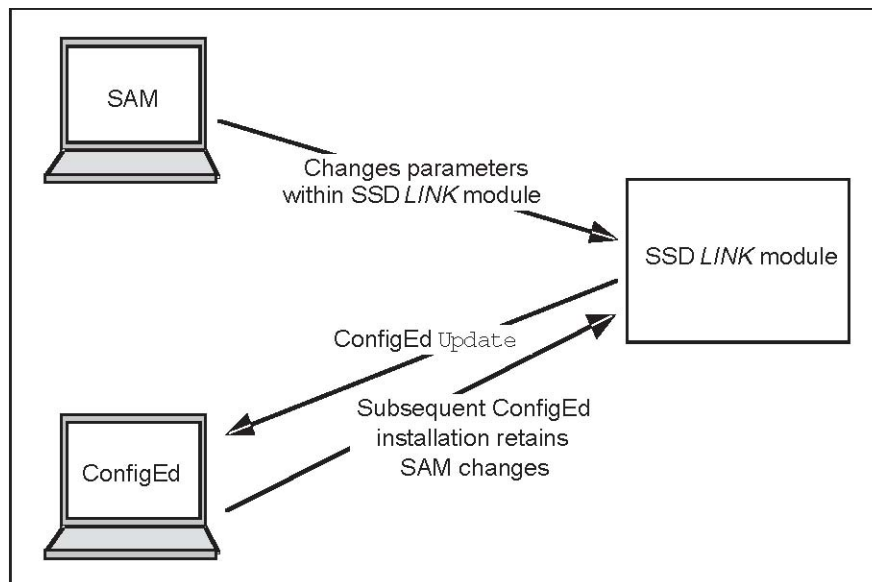 SAM
Changes parameters
within SSD LINK module
SSD LINK module
ConfigEd Update
Subsequent ConfigEd
installation retains
SAM changes
ConfigEd